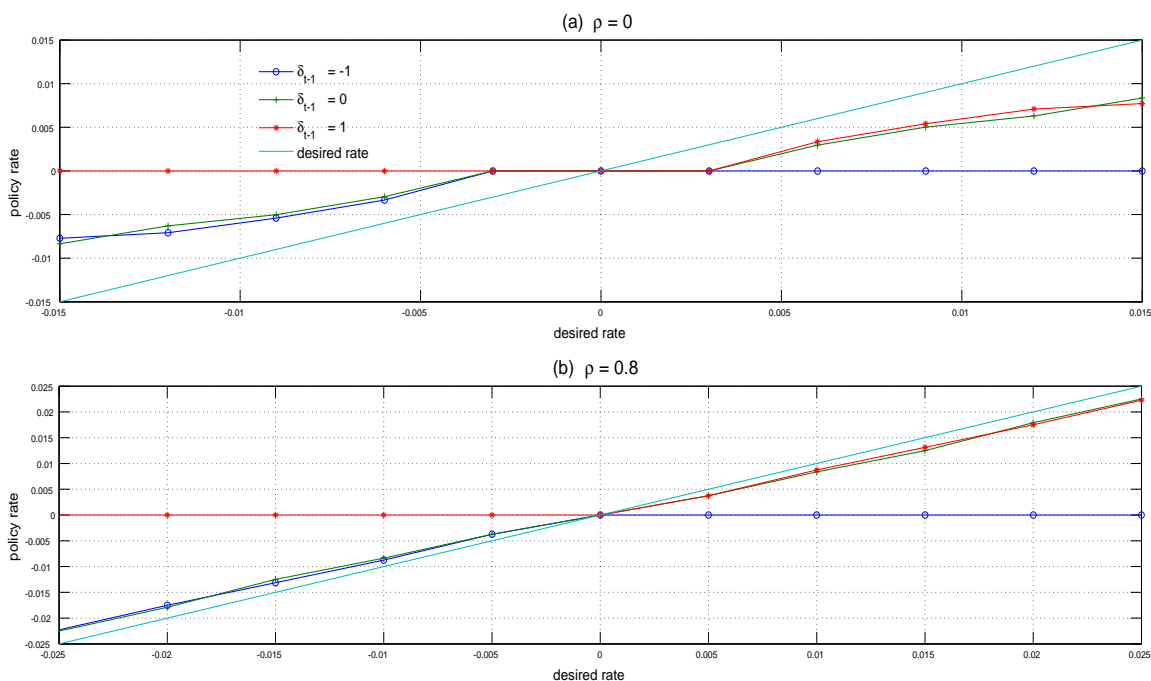 (a) ρ = 0
0.015
0.01
0.005
0
-0.005
-0.01
-0.015
policy rate
δt-1 = -1
δt-1 = 0
δt-1 = 1
desired rate
-0.015 -0.01 -0.005 0 0.005 0.01 0.015
desired rate
(b) ρ = 0.8
0.025
0.02
0.015
0.01
0.005
0
-0.005
-0.01
-0.015
-0.02
-0.025
policy rate
-0.025 -0.02 -0.015 -0.01 -0.005 0 0.005 0.01 0.015 0.02 0.025
desired rate